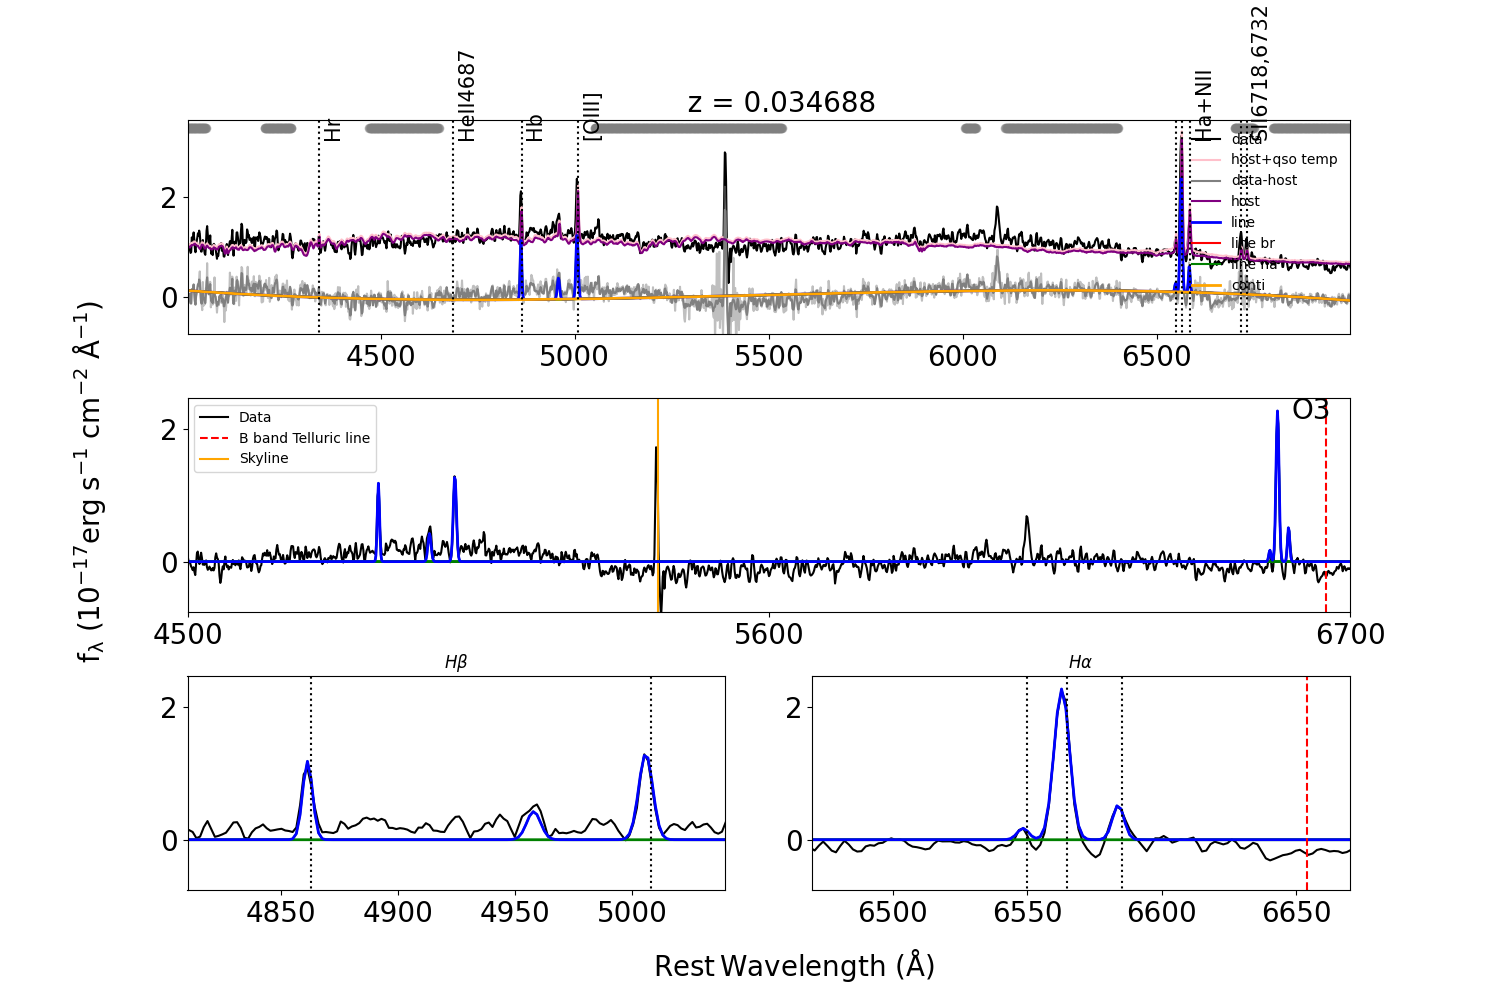 z = 0.034688
Hr
HeII4687
Hb
[OIII]
Ha+NII
SII6718,6732
data
host+qso temp
data-host
host
line
line br
line na
conti
2
0
4500 5000 5500 6000 6500
Data
B band Telluric line
Skyline
O3
2
0
4500 5600 6700
fλ (10⁻¹⁷erg s⁻¹ cm⁻² Å⁻¹)
Hβ
2
0
4850 4900 4950 5000
Hα
2
0
6500 6550 6600 6650
Rest Wavelength (Å)